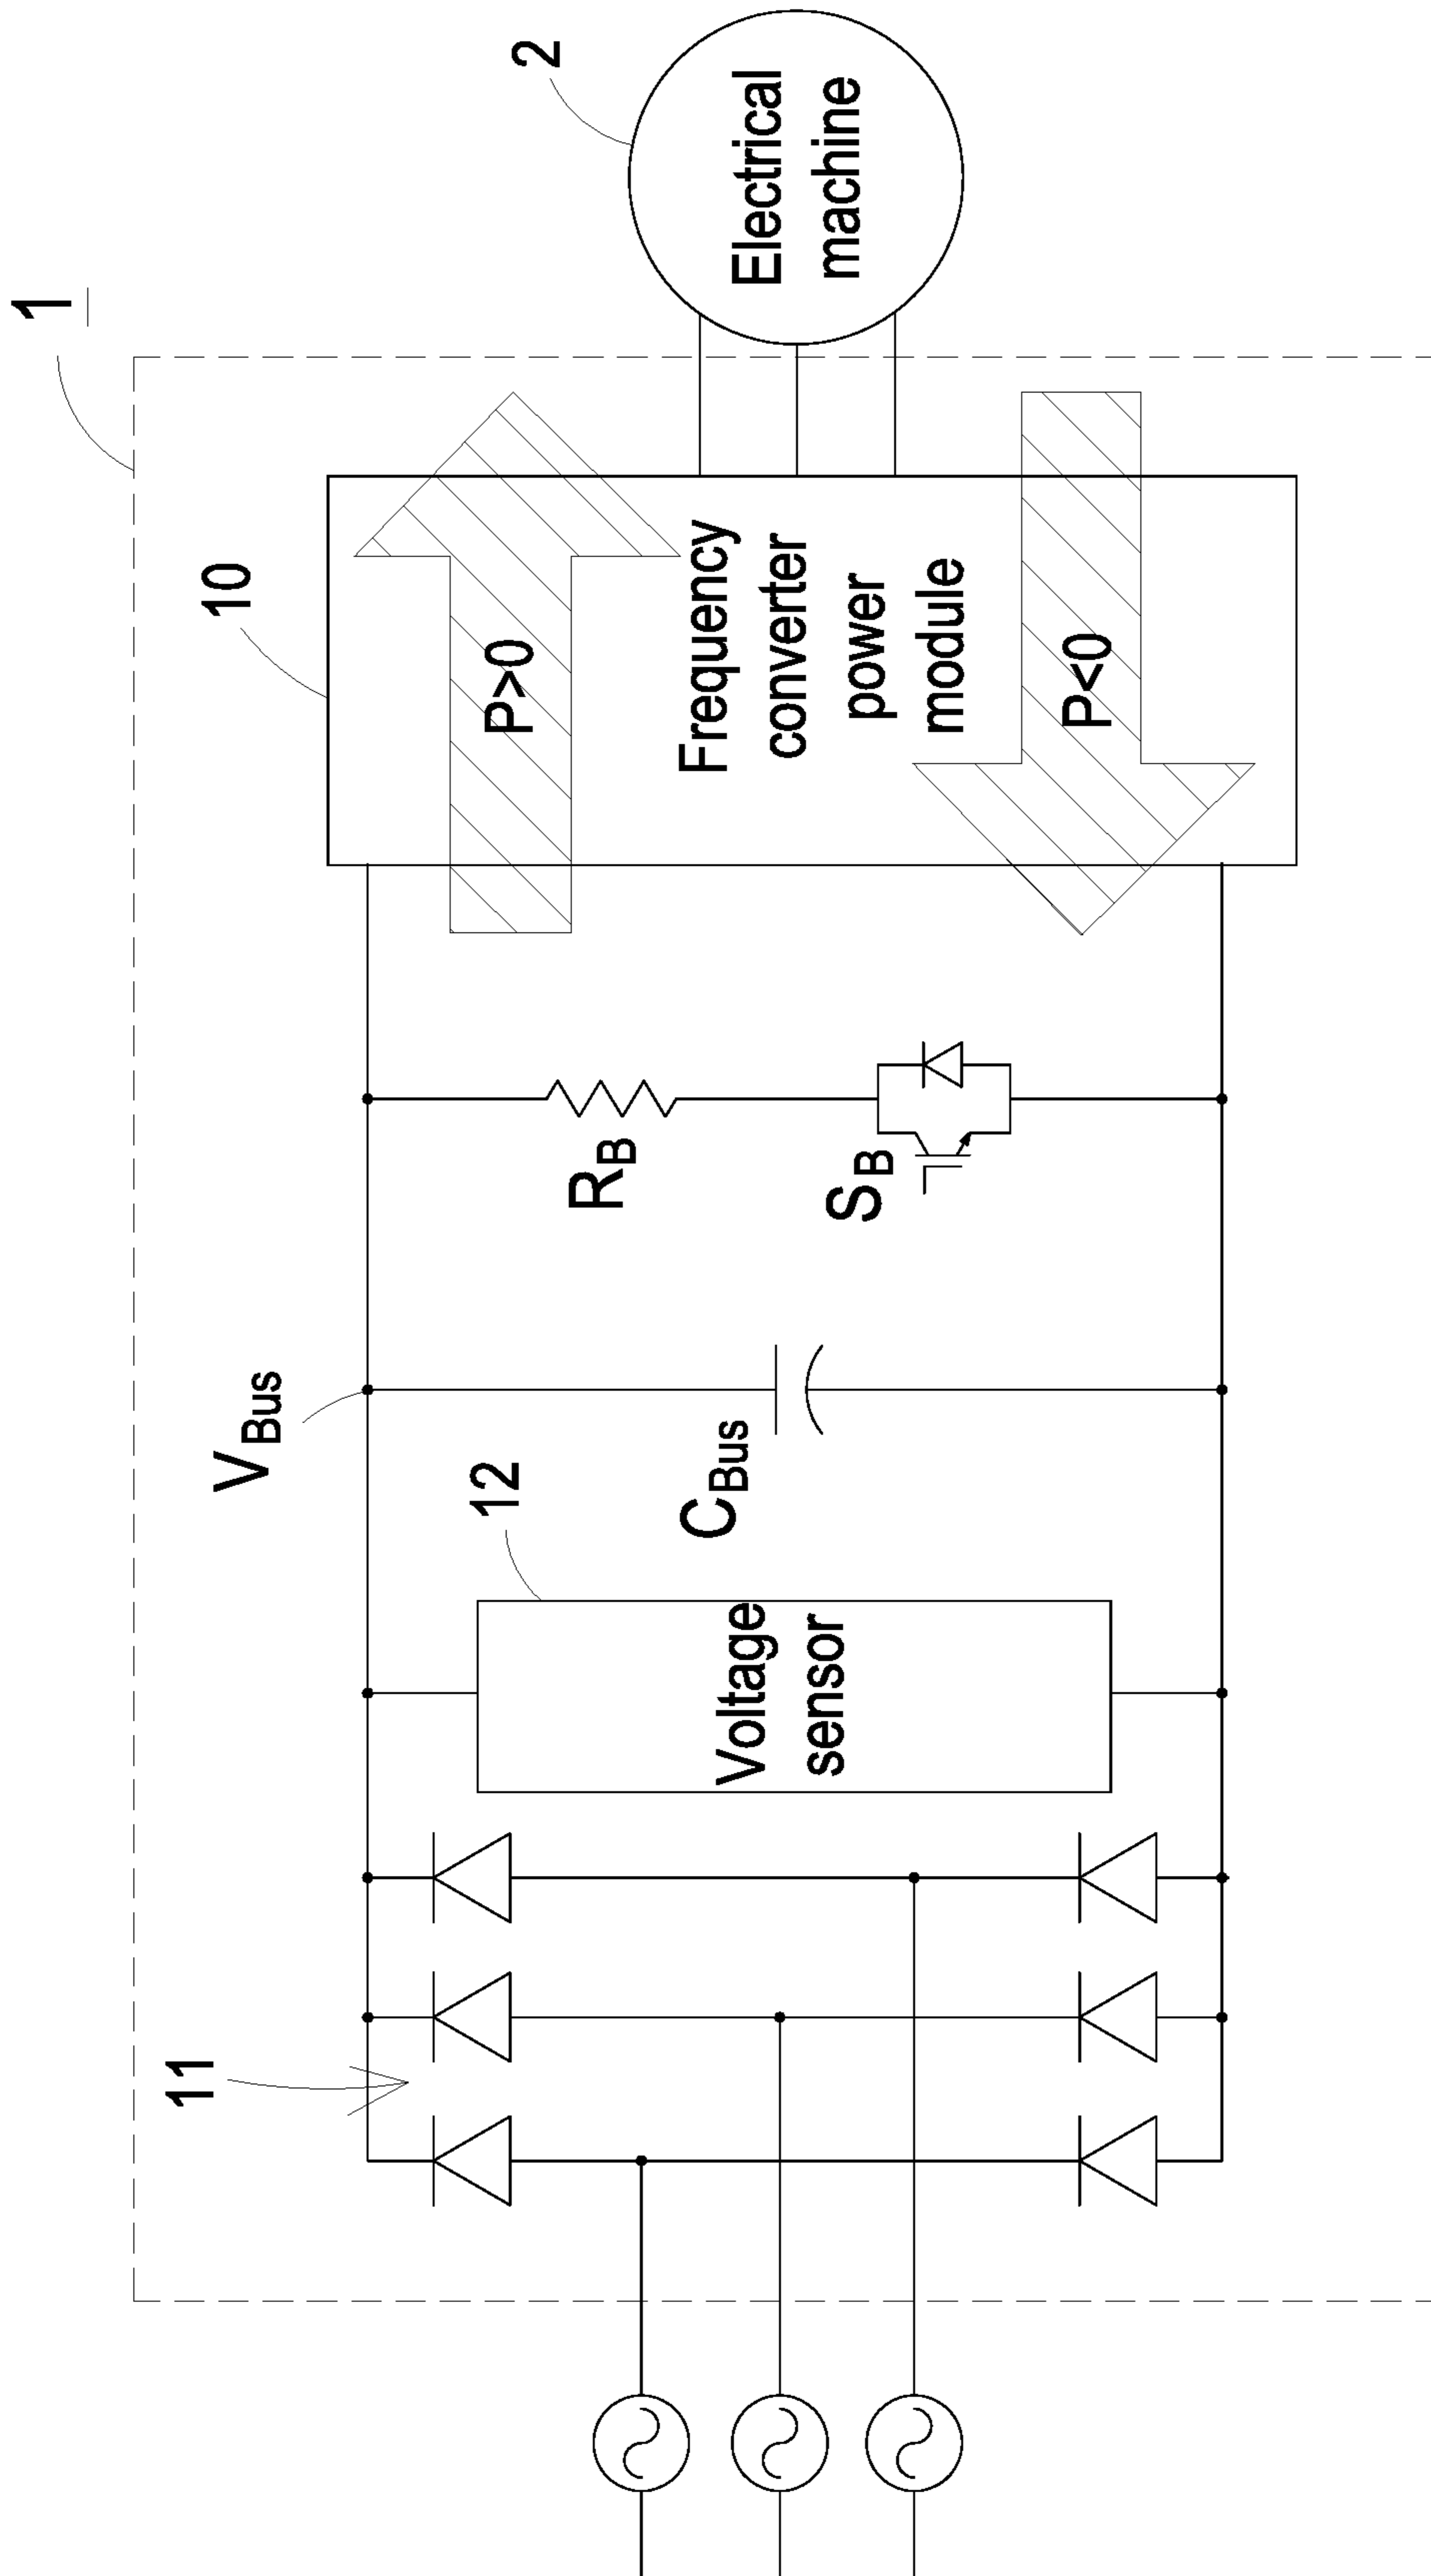 1
2
10
Electrical
machine
P>0
Frequency
converter
power
module
P<0
V_Bus
R_B
S_B
C_Bus
12
Voltage
sensor
11